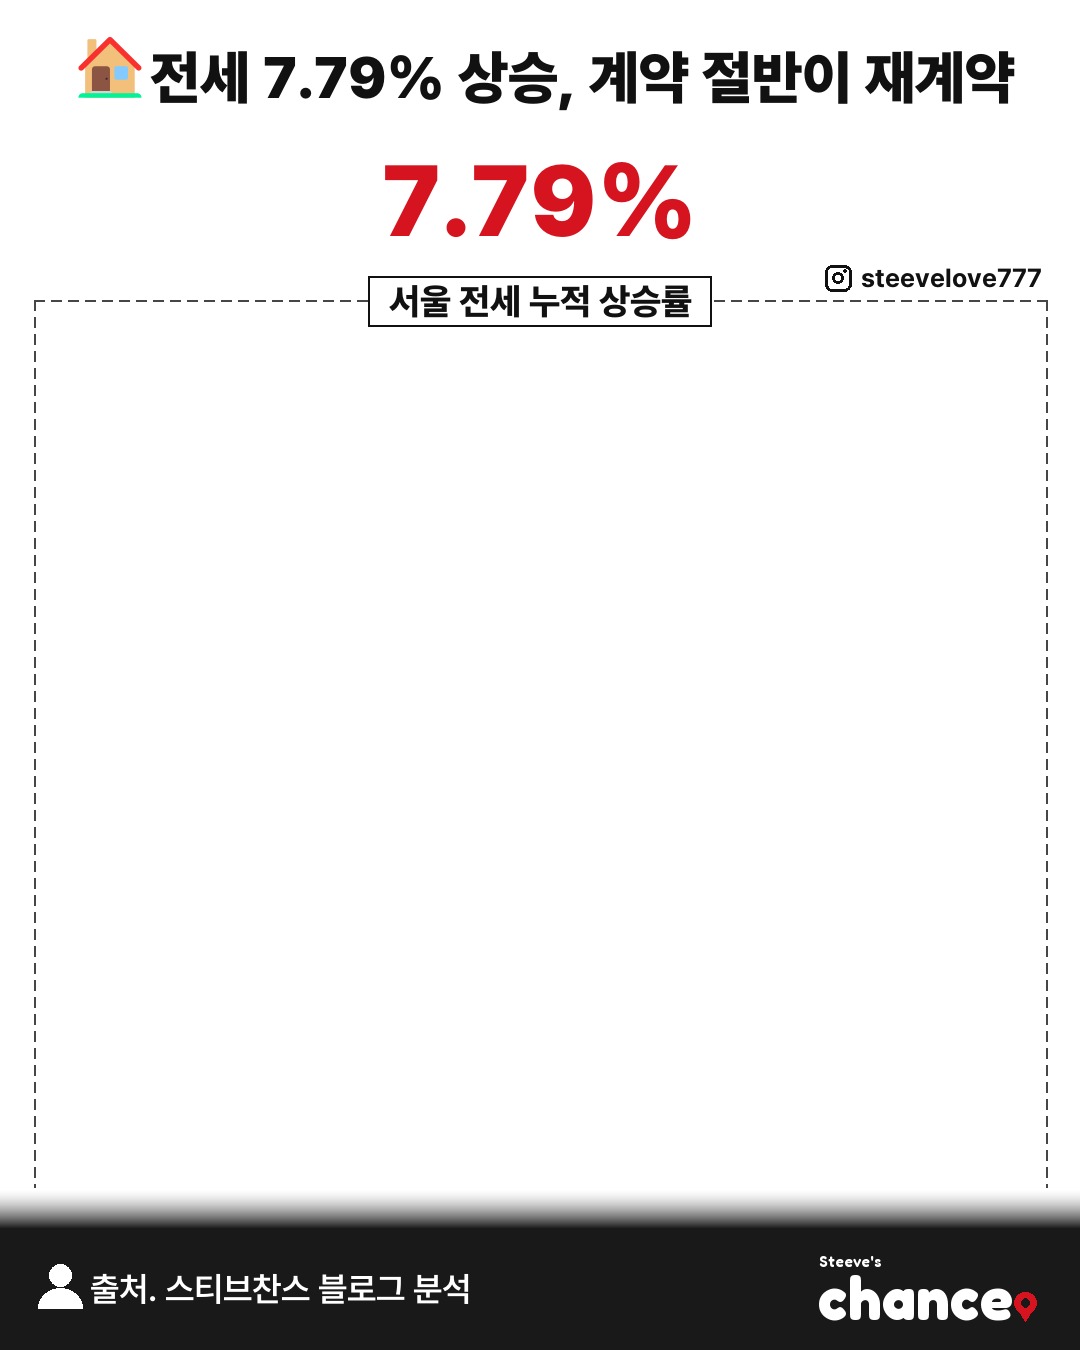 전세 7.79% 상승, 계약 절반이 재계약
7.79%
steevelove777
서울 전세 누적 상승률
출처. 스티브찬스 블로그 분석
Steeve's
chance